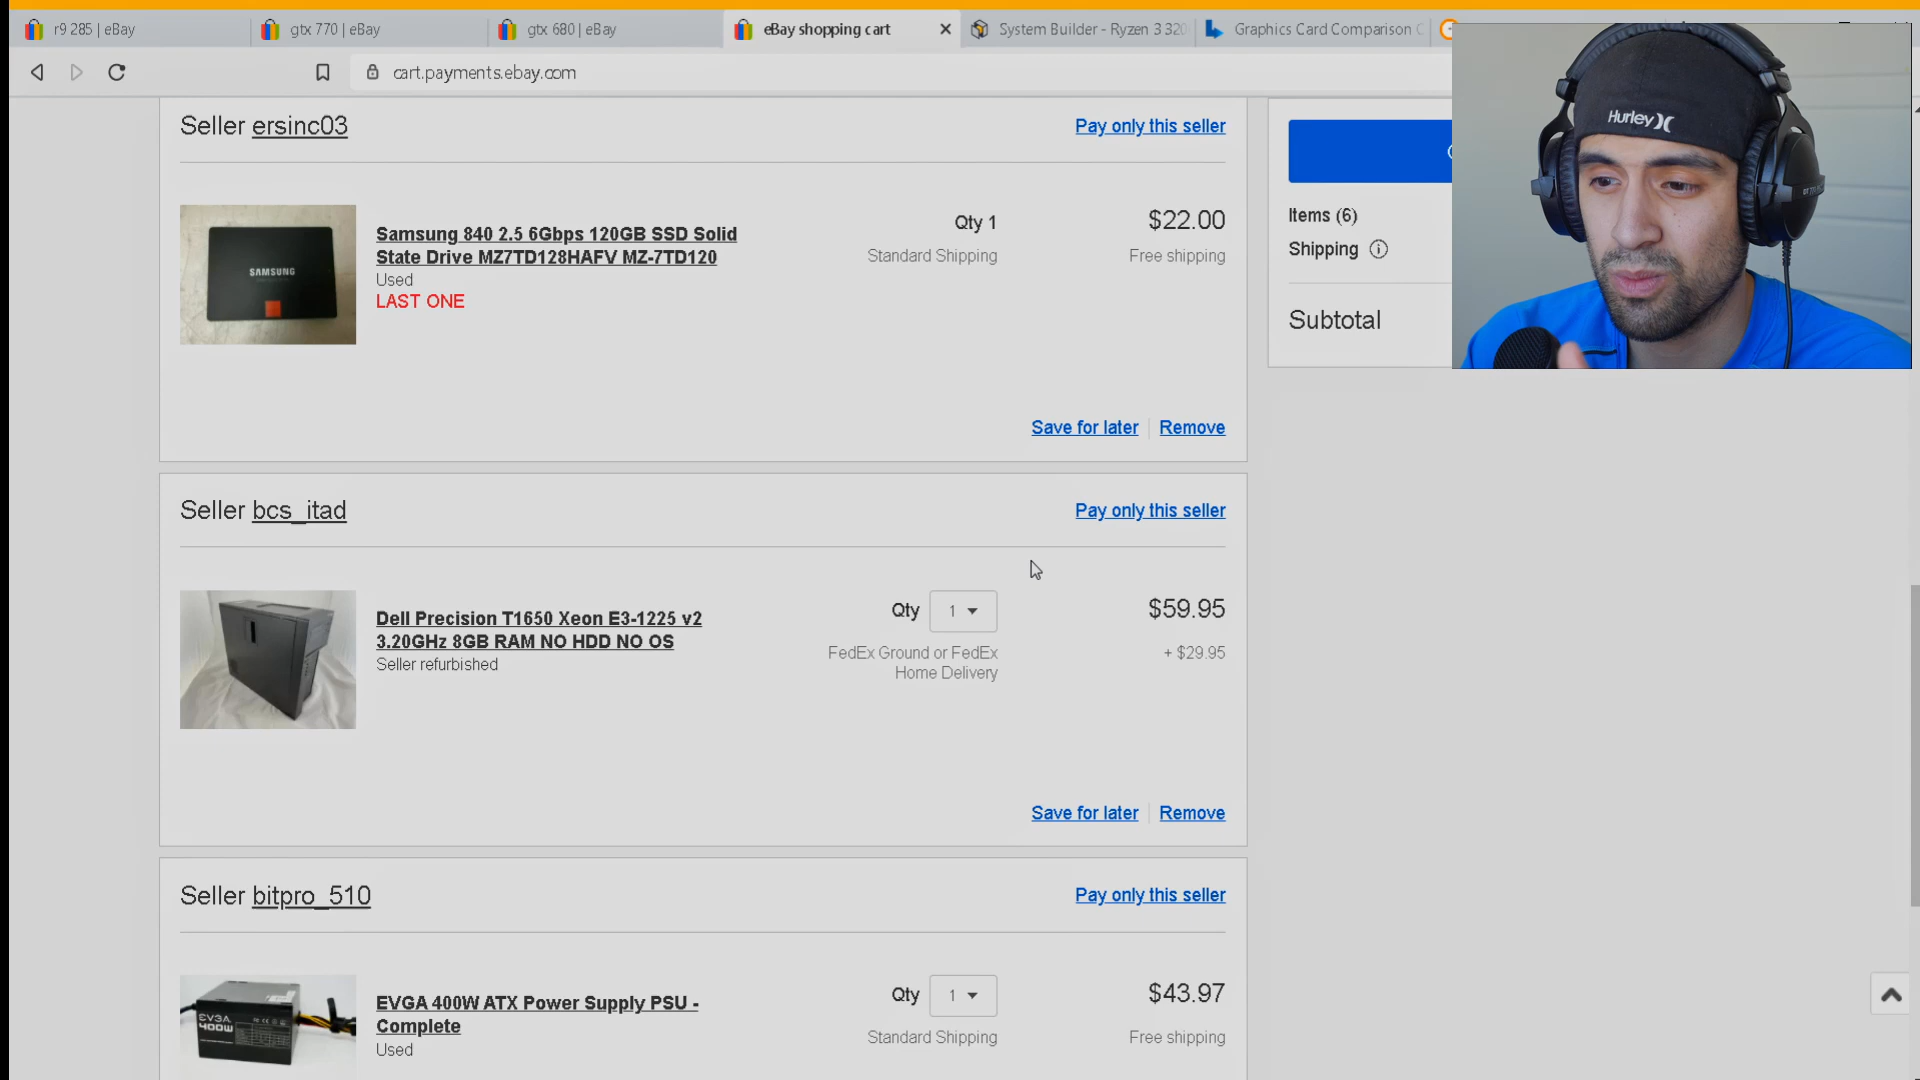 r9 285 | eBay
gtx 770 | eBay
gtx 680 | eBay
eBay shopping cart
System Builder - Ryzen 3 320
Graphics Card Comparison C
cart.payments.ebay.com
Seller ersinc03
Pay only this seller
Samsung 840 2.5 6Gbps 120GB SSD Solid
State Drive MZ7TD128HAFV MZ-7TD120
Used
LAST ONE
Qty 1
Standard Shipping
$22.00
Free shipping
SAMSUNG
Save for later
Remove
Seller bcs_itad
Pay only this seller
Dell Precision T1650 Xeon E3-1225 v2
3.20GHz 8GB RAM NO HDD NO OS
Seller refurbished
Qty 1
FedEx Ground or FedEx
Home Delivery
$59.95
+ $29.95
Save for later
Remove
Seller bitpro_510
Pay only this seller
EVGA 400W ATX Power Supply PSU -
Complete
Used
Qty 1
Standard Shipping
$43.97
Free shipping
EVGA
400W
Items (6)
Shipping
Subtotal
Hurley